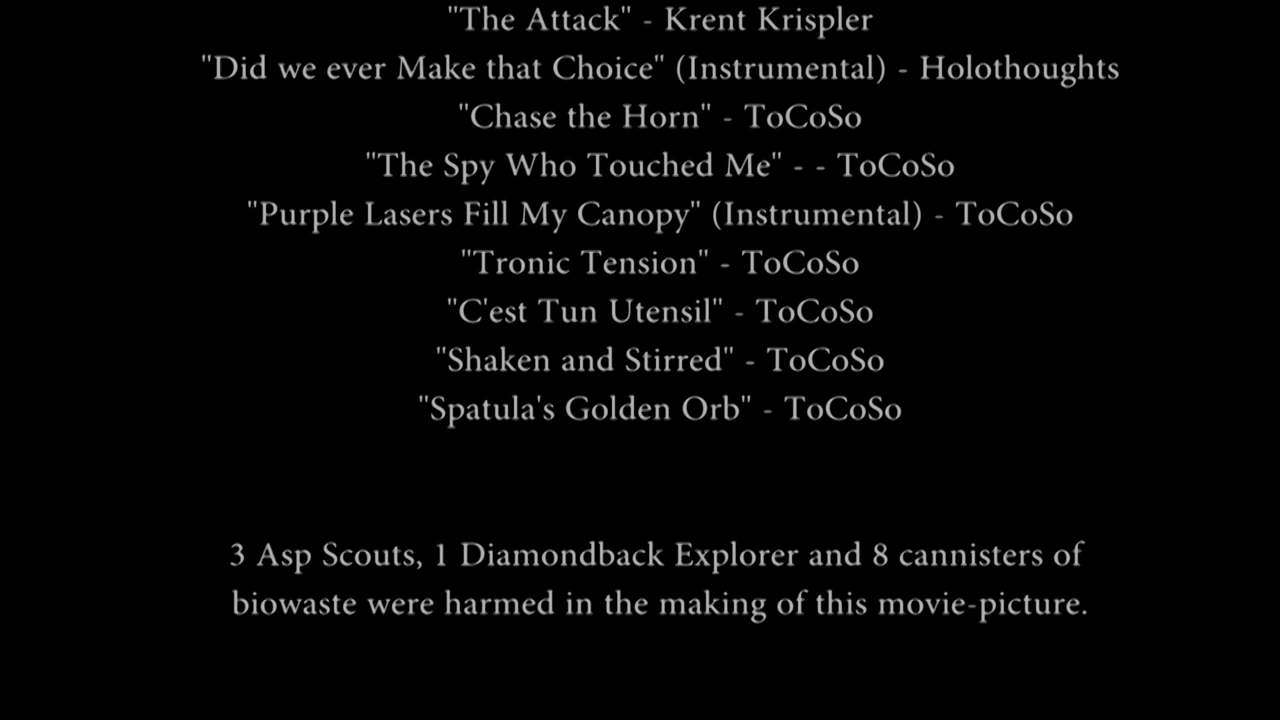 "The Attack" - Krent Krispler
"Did we ever Make that Choice" (Instrumental) - Holothoughts
"Chase the Horn" - ToCoSo
"The Spy Who Touched Me" - - ToCoSo
"Purple Lasers Fill My Canopy" (Instrumental) - ToCoSo
"Tronic Tension" - ToCoSo
"C'est Tun Utensil" - ToCoSo
"Shaken and Stirred" - ToCoSo
"Spatula's Golden Orb" - ToCoSo
3 Asp Scouts, 1 Diamondback Explorer and 8 cannisters of
biowaste were harmed in the making of this movie-picture.